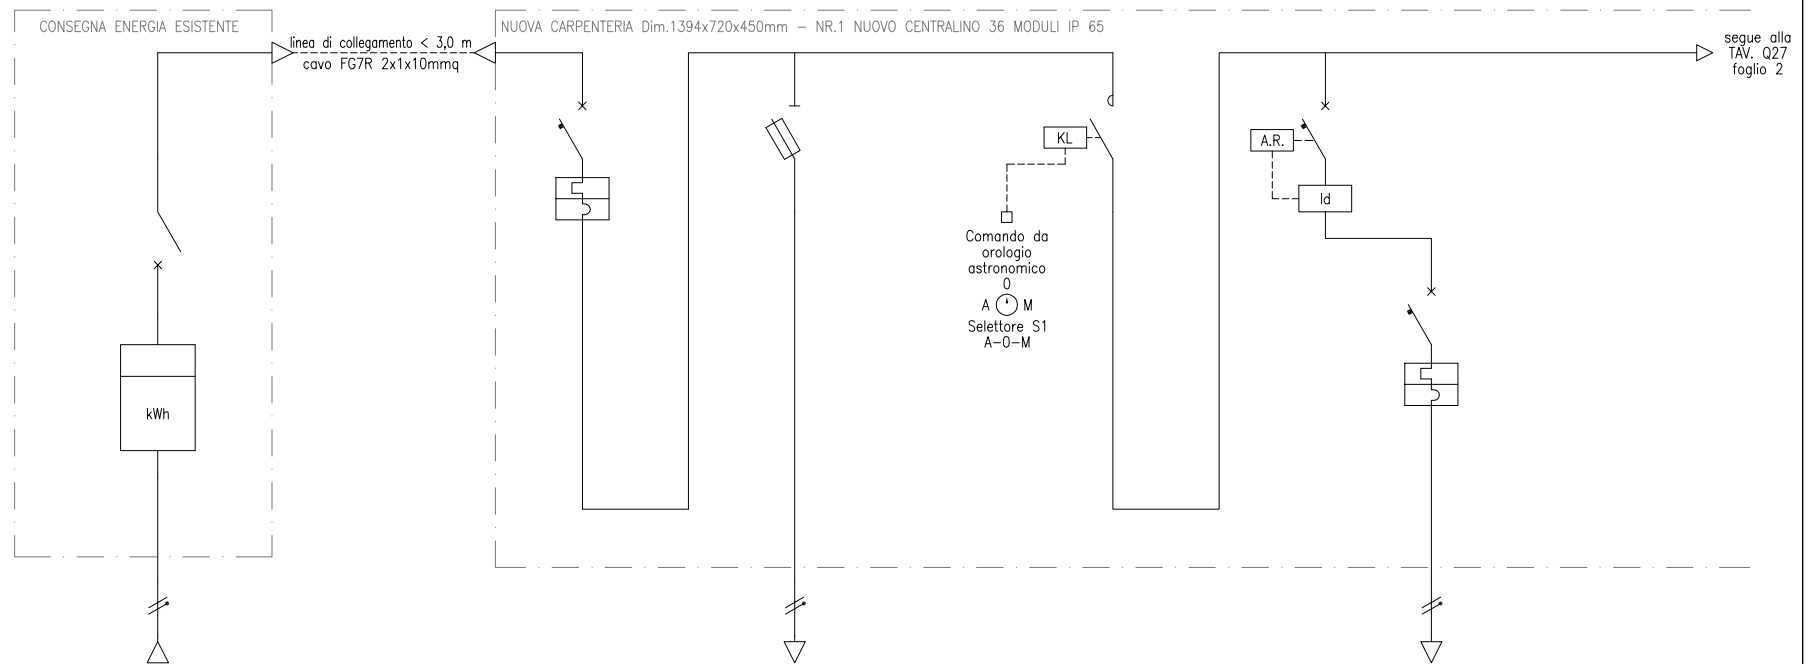 CONSEGNA ENERGIA ESISTENTE
linea di collegamento < 3,0 m
cavo FG7R 2x1x10mmq
NUOVA CARPENTERIA Dim.1394x720x450mm – NR.1 NUOVO CENTRALINO 36 MODULI IP 65
segue alla
TAV. Q27
foglio 2
KL
A.R.
Id
Comando da
orologio
astronomico
0
A M
Selettore S1
A-0-M
kWh